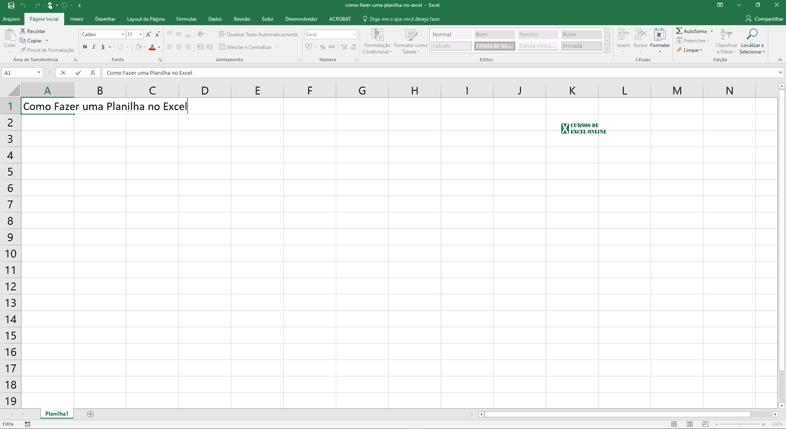 como-fazer-uma-planilha-no-excel - Excel
Arquivo Página Inicial Inserir Desenhar Layout da Página Fórmulas Dados Revisão Exibir Desenvolvedor ACROBAT Diga-me o que você deseja fazer Compartilhar
Colar
Recortar
Copiar
Pincel de Formatação
Área de Transferência
Calibri 11
N I S
Fonte
Quebrar Texto Automaticamente
Mesclar e Centralizar
Alinhamento
Geral
Número
Formatação Condicional
Formatar como Tabela
Normal Bom Neutro Ruim
Cálculo Célula de Ve... Célula Vincu... Entrada
Estilos
Inserir Excluir Formatar
Células
AutoSoma
Preencher
Limpar
Classificar e Filtrar
Localizar e Selecionar
Edição
A1 Como Fazer uma Planilha no Excel
A B C D E F G H I J K L M N
1 Como Fazer uma Planilha no Excel
2
CURSOS DE
EXCEL ONLINE
3
4
5
6
7
8
9
10
11
12
13
14
15
16
17
18
19
Planilha1
Edita 200%